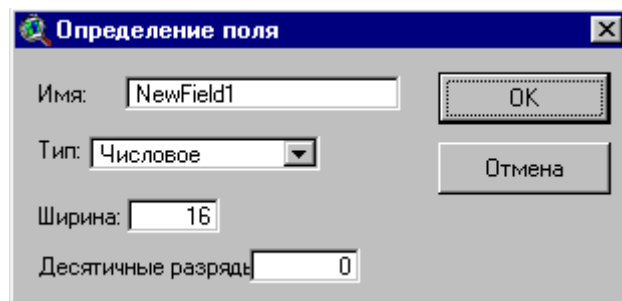 Определение поля
Имя: NewField1
OK
Тип: Числовое
Отмена
Ширина: 16
Десятичные разряды 0